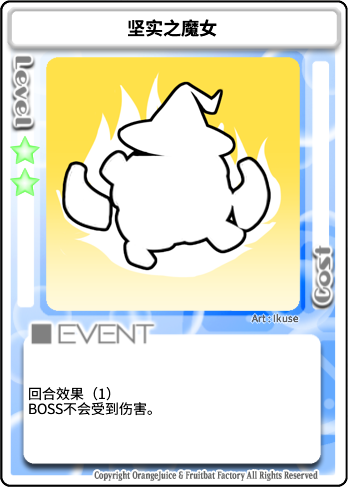 坚实之魔女
Level
Cost
Art : Ikuse
EVENT
回合效果（1）
BOSS不会受到伤害。
Copyright OrangeJuice & Fruitbat Factory All Rights Reserved